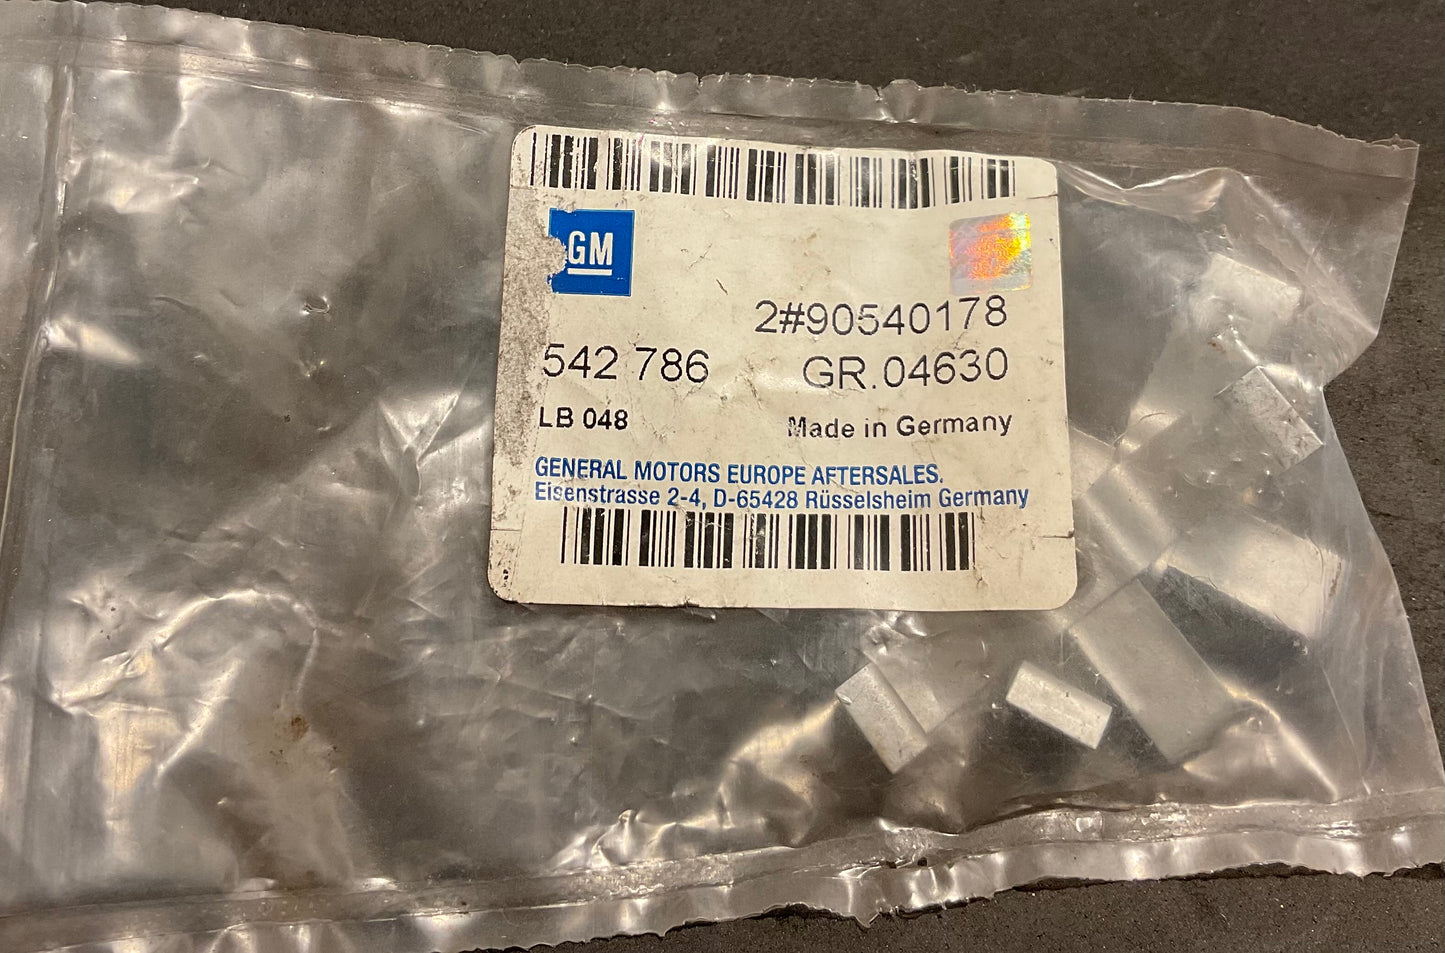 GM
2#90540178
542 786 GR.04630
LB 048 Made in Germany
GENERAL MOTORS EUROPE AFTERSALES.
Eisenstrasse 2-4, D-65428 Rüsselsheim Germany